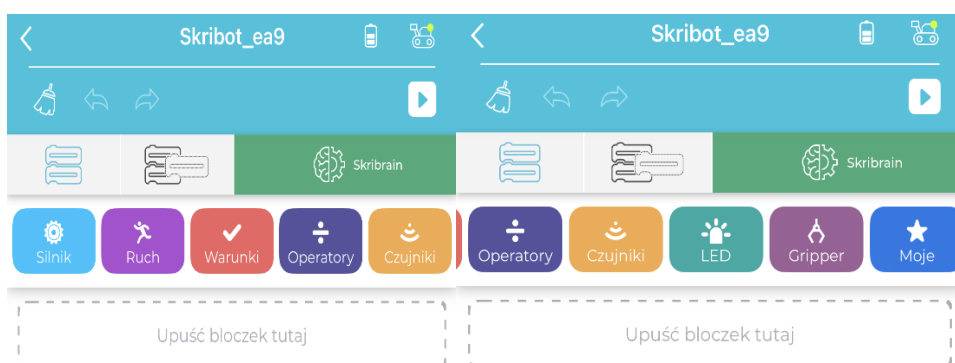 Skribot_ea9
Skribrain
Silnik Ruch Warunki Operatory Czujniki
Upuść bloczek tutaj
Skribot_ea9
Skribrain
Operatory Czujniki LED Gripper Moje
Upuść bloczek tutaj